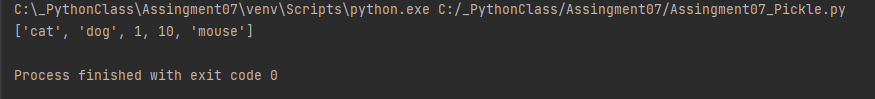 C:\_PythonClass\Assingment07\venv\Scripts\python.exe C:/_PythonClass/Assingment07/Assingment07_Pickle.py
['cat', 'dog', 1, 10, 'mouse']
Process finished with exit code 0